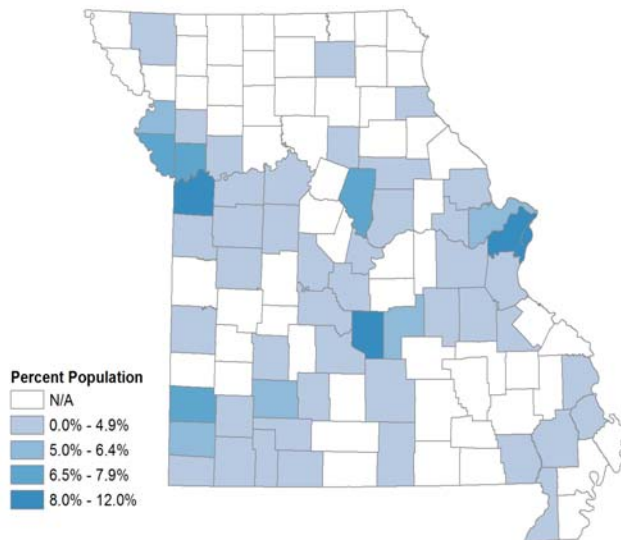 Percent Population
N/A
0.0% - 4.9%
5.0% - 6.4%
6.5% - 7.9%
8.0% - 12.0%